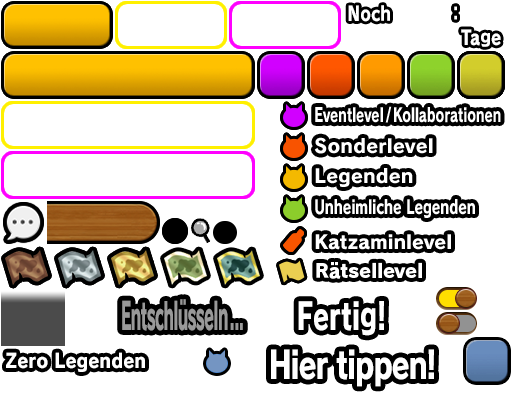 Noch :
Tage
Eventlevel/Kollaborationen
Sonderlevel
Legenden
Unheimliche Legenden
Katzaminlevel
Rätsellevel
Entschlüsseln...
Fertig!
Zero Legenden
Hier tippen!